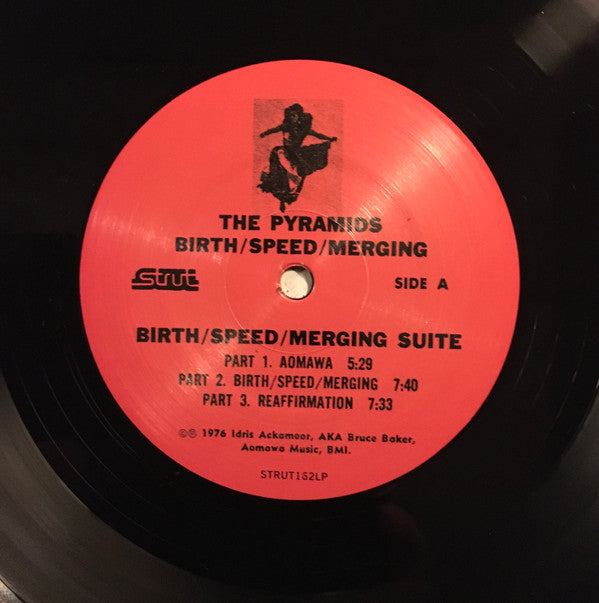 THE PYRAMIDS
BIRTH/SPEED/MERGING
strut
SIDE A
BIRTH/SPEED/MERGING SUITE
PART 1. AOMAWA 5:29
PART 2. BIRTH/SPEED/MERGING 7:40
PART 3. REAFFIRMATION 7:33
©℗ 1976 Idris Ackamoor, AKA Bruce Baker,
Aomawa Music, BMI.
STRUT162LP